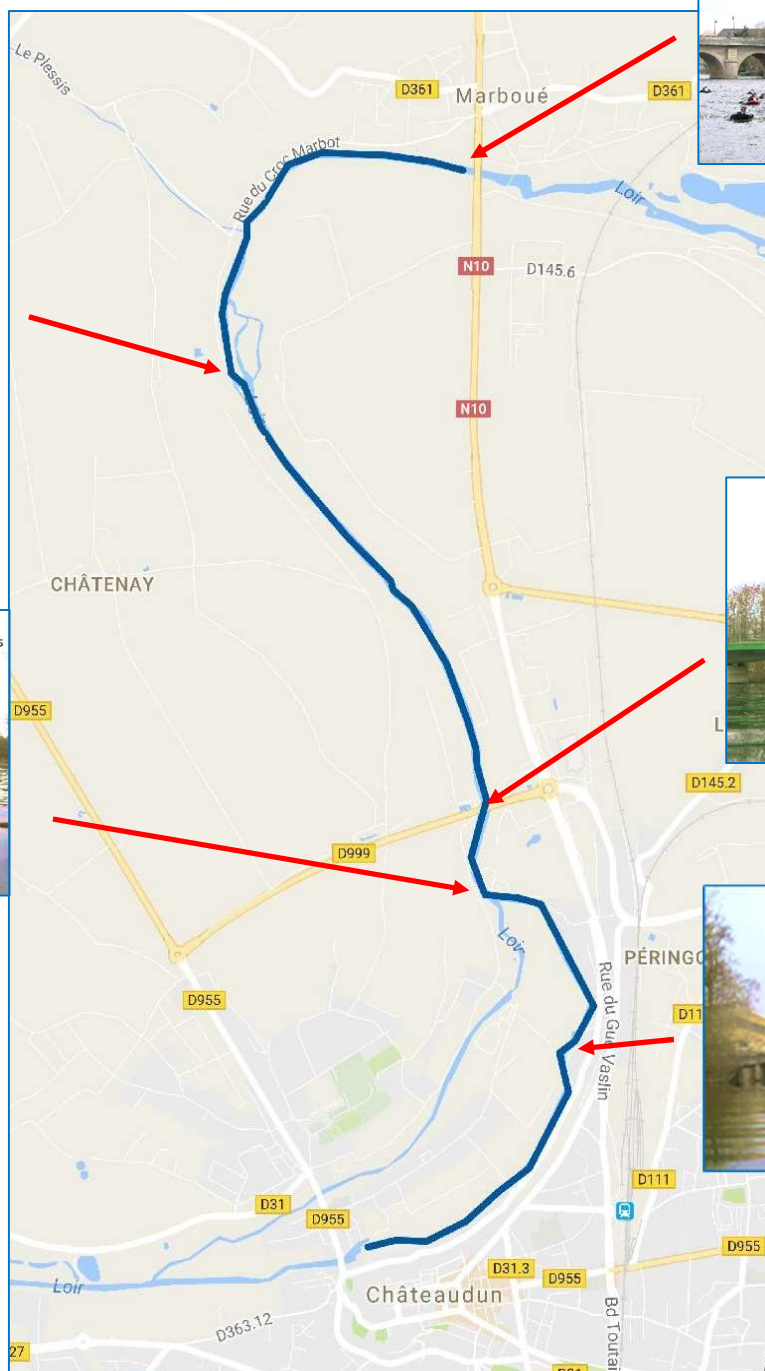 Le Plessis
D361
Marboué
D361
Rue du Croc Marbot
Loir
N10
D145.6
N10
Loir
CHÂTENAY
s
D955
L
D145.2
D999
Loir
PÉRINGO
D955
D11
Rue du Gué Vaslin
D111
D31
D955
D955
D31.3
D955
Loir
Châteaudun
D363.12
Bd Toutai
27